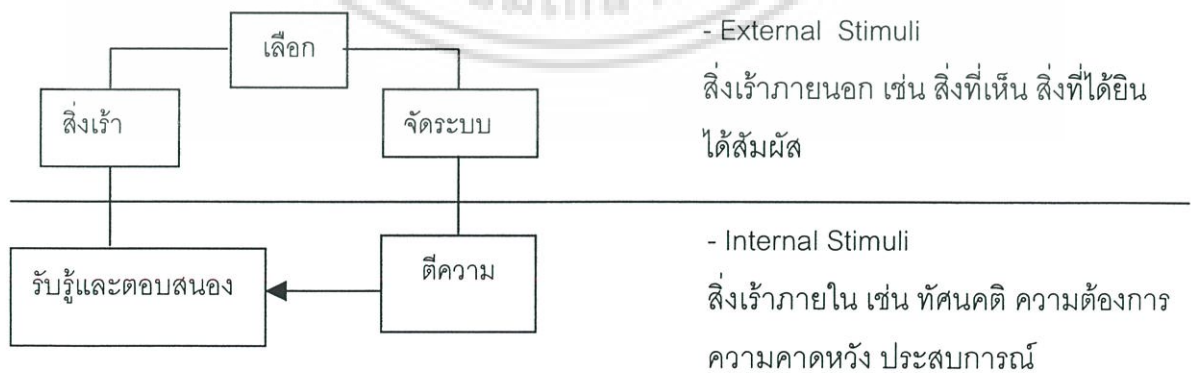 เลือก
สิ่งเร้า
จัดระบบ
รับรู้และตอบสนอง
ตีความ
- External Stimuli
สิ่งเร้าภายนอก เช่น สิ่งที่เห็น สิ่งที่ได้ยิน
ได้สัมผัส
- Internal Stimuli
สิ่งเร้าภายใน เช่น ทัศนคติ ความต้องการ
ความคาดหวัง ประสบการณ์